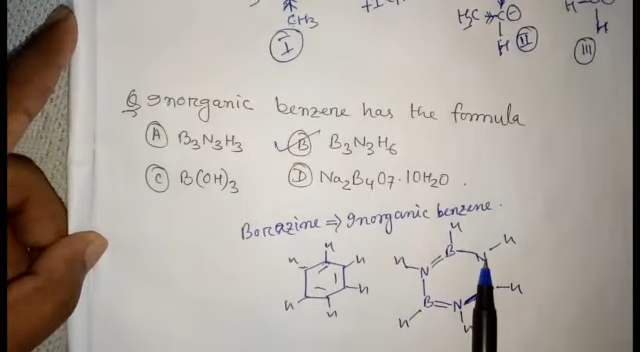 CH3
I
H3C C
H II
H
H III
Q Inorganic benzene has the formula
A B3N3H3 B B3N3H6
C B(OH)3 D Na2B4O7.10H2O.
Borazine ⇒ Inorganic benzene.
H
H H
H H
H
H
H B N H
N
B=N H
H H